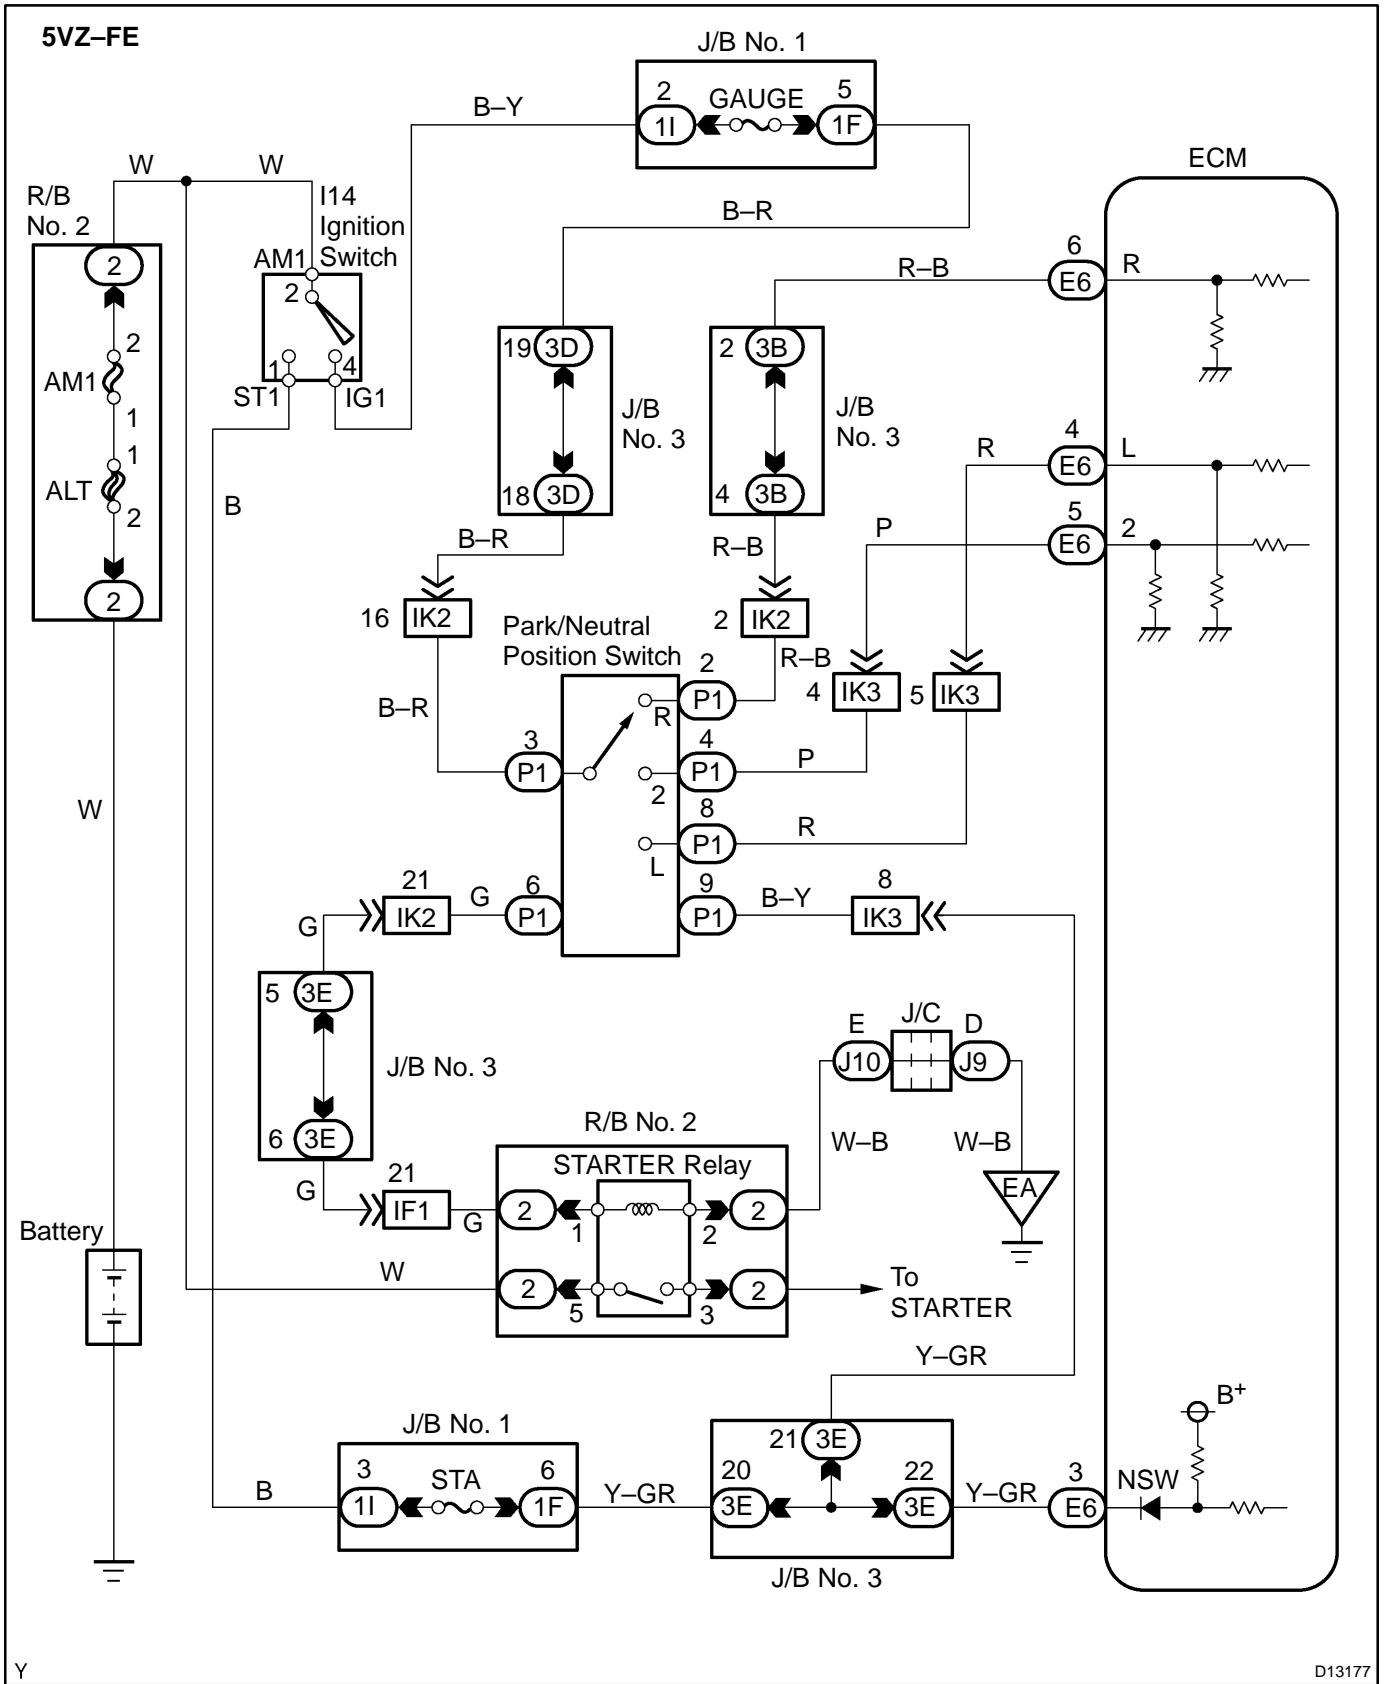 5VZ–FE
J/B No. 1
2
GAUGE
5
1I
1F
B–Y
W
W
ECM
R/B
No. 2
I14
Ignition
Switch
AM1
B–R
2
2
R–B
6
E6
R
19
3D
2
3B
2
AM1
1
1
4
ST1
IG1
J/B
No. 3
J/B
No. 3
1
ALT
2
B
4
E6
L
R
18
3D
4
3B
5
E6
2
P
B–R
R–B
2
16
IK2
2
IK2
Park/Neutral
Position Switch
2
R–B
4
IK3
5
IK3
P1
R
B–R
3
P1
4
P1
P
2
W
8
P1
R
L
21
IK2
G
6
P1
9
P1
B–Y
8
IK3
G
5
3E
E
J/C
D
J10
J9
J/B No. 3
R/B No. 2
6
3E
W–B
W–B
STARTER Relay
21
IF1
G
G
2
1
2
2
EA
Battery
W
2
5
3
2
To
STARTER
Y–GR
B+
J/B No. 1
21
3E
3
STA
6
20
22
3
NSW
B
1I
1F
Y–GR
3E
3E
Y–GR
E6
J/B No. 3
Y
D13177